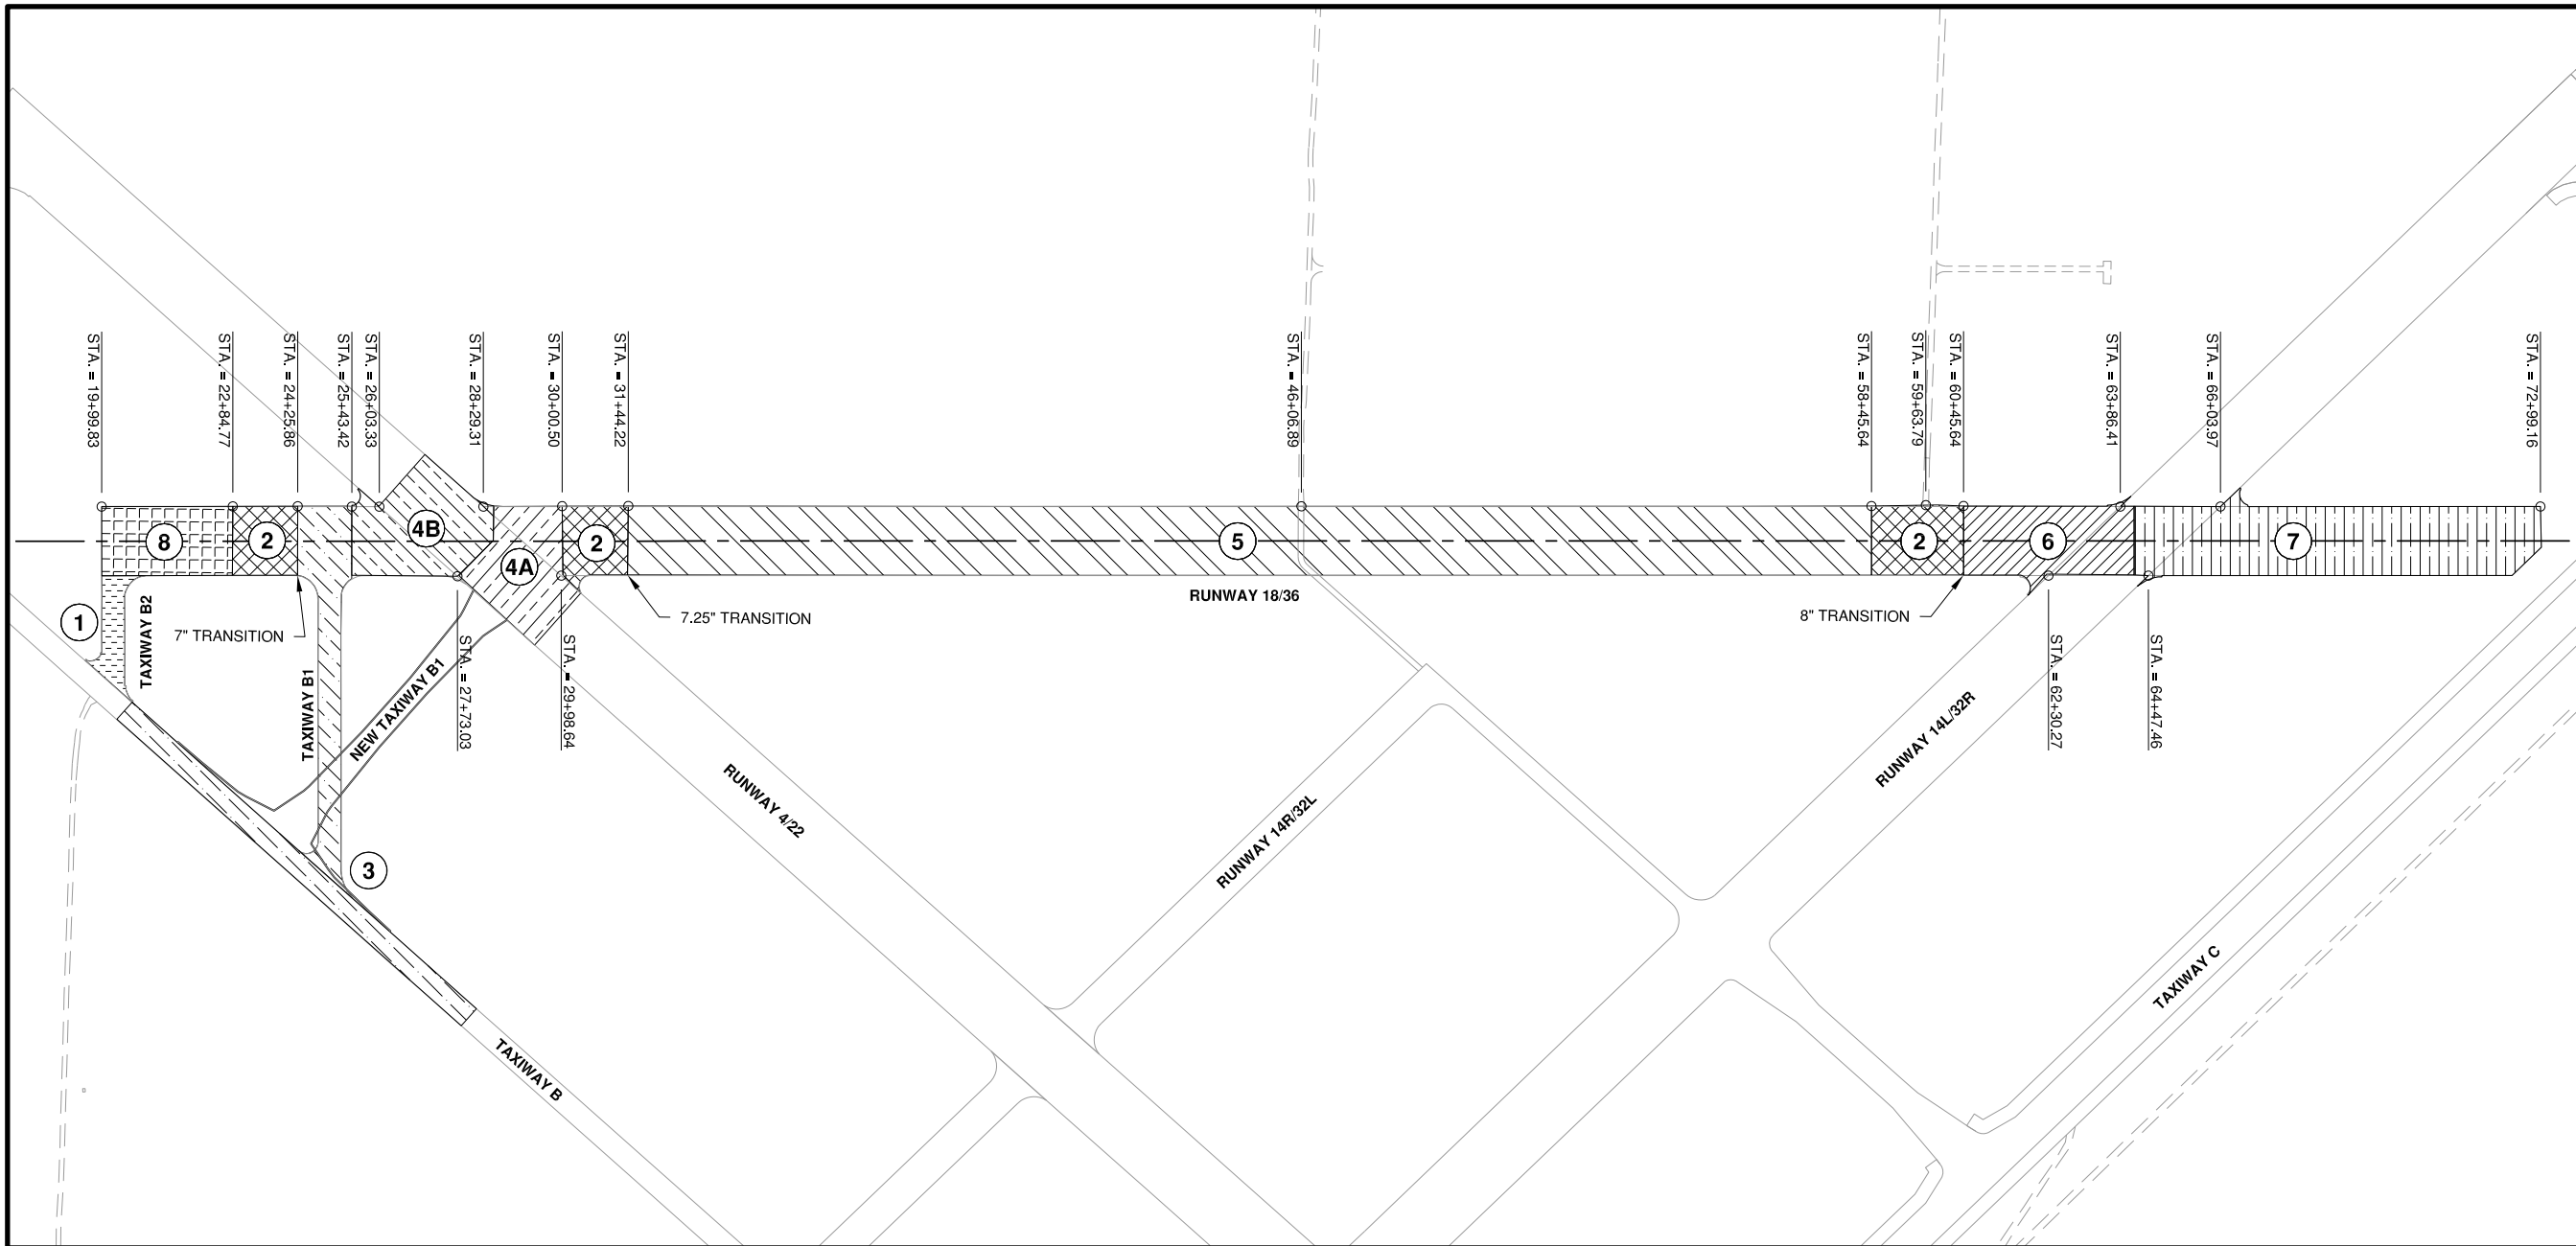 STA. = 19+99.83
STA. = 22+84.77
STA. = 24+25.86
STA. = 25+43.42
STA. = 26+03.33
STA. = 28+29.31
STA. = 30+00.50
STA. = 31+44.22
STA. = 46+06.89
STA. = 58+45.64
STA. = 59+63.79
STA. = 60+45.64
STA. = 63+86.41
STA. = 66+03.97
STA. = 72+99.16
8
2
4B
4A
2
5
2
6
7
RUNWAY 18/36
1
TAXIWAY B2
7" TRANSITION
7.25" TRANSITION
8" TRANSITION
TAXIWAY B1
NEW TAXIWAY B1
STA. = 27+73.03
STA. = 29+98.64
STA. = 62+30.27
STA. = 64+47.46
3
RUNWAY 4/22
RUNWAY 14R/32L
RUNWAY 14L/32R
TAXIWAY C
TAXIWAY B